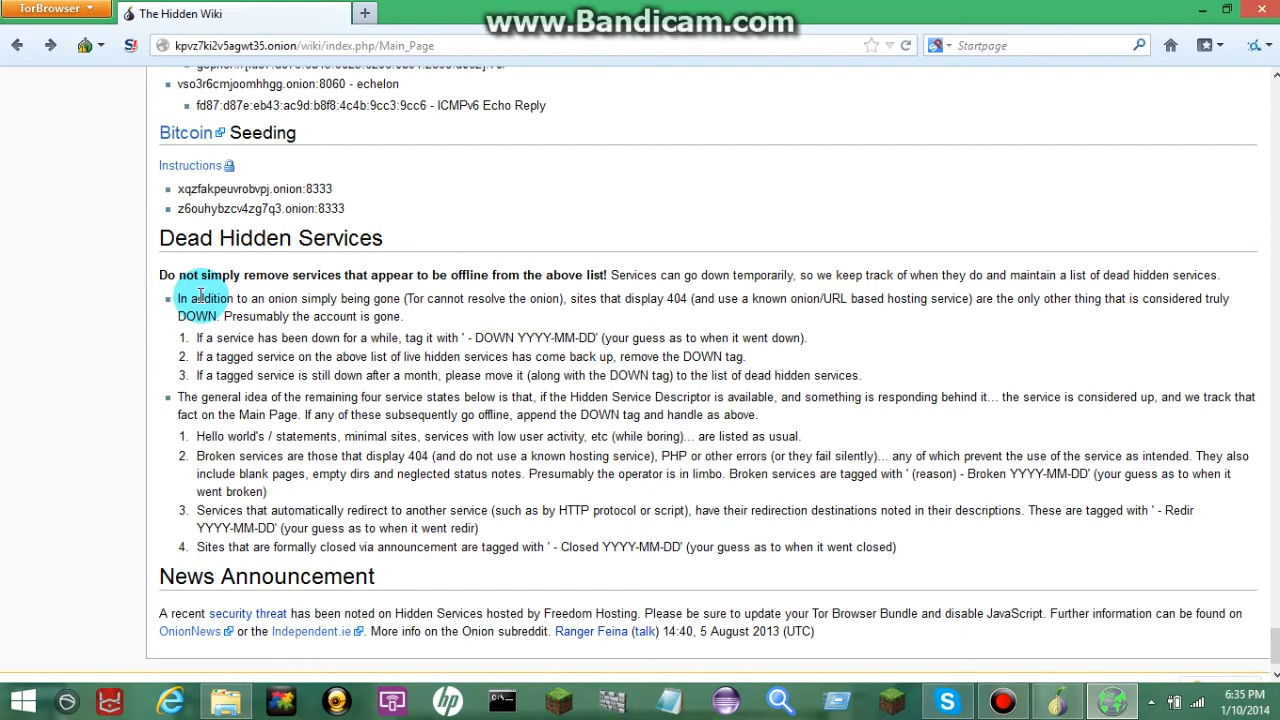 TorBrowser
The Hidden Wiki
www.Bandicam.com
kpvz7ki2v5agwt35.onion/wiki/index.php/Main_Page
Startpage
vso3r6cmjoomhhgg.onion:8060 - echelon
fd87:d87e:eb43:ac9d:b8f8:4c4b:9cc3:9cc6 - ICMPv6 Echo Reply
Bitcoin Seeding
Instructions
xqzfakpeuvrobvpj.onion:8333
z6ouhybzcv4zg7q3.onion:8333
Dead Hidden Services
Do not simply remove services that appear to be offline from the above list! Services can go down temporarily, so we keep track of when they do and maintain a list of dead hidden services.
In addition to an onion simply being gone (Tor cannot resolve the onion), sites that display 404 (and use a known onion/URL based hosting service) are the only other thing that is considered truly
DOWN. Presumably the account is gone.
1. If a service has been down for a while, tag it with ' - DOWN YYYY-MM-DD' (your guess as to when it went down).
2. If a tagged service on the above list of live hidden services has come back up, remove the DOWN tag.
3. If a tagged service is still down after a month, please move it (along with the DOWN tag) to the list of dead hidden services.
The general idea of the remaining four service states below is that, if the Hidden Service Descriptor is available, and something is responding behind it... the service is considered up, and we track that
fact on the Main Page. If any of these subsequently go offline, append the DOWN tag and handle as above.
1. Hello world's / statements, minimal sites, services with low user activity, etc (while boring)... are listed as usual.
2. Broken services are those that display 404 (and do not use a known hosting service), PHP or other errors (or they fail silently)... any of which prevent the use of the service as intended. They also
include blank pages, empty dirs and neglected status notes. Presumably the operator is in limbo. Broken services are tagged with ' (reason) - Broken YYYY-MM-DD' (your guess as to when it
went broken)
3. Services that automatically redirect to another service (such as by HTTP protocol or script), have their redirection destinations noted in their descriptions. These are tagged with ' - Redir
YYYY-MM-DD' (your guess as to when it went redir)
4. Sites that are formally closed via announcement are tagged with ' - Closed YYYY-MM-DD' (your guess as to when it went closed)
News Announcement
A recent security threat has been noted on Hidden Services hosted by Freedom Hosting. Please be sure to update your Tor Browser Bundle and disable JavaScript. Further information can be found on
OnionNews or the Independent.ie. More info on the Onion subreddit. Ranger Feina (talk) 14:40, 5 August 2013 (UTC)
6:35 PM
1/10/2014